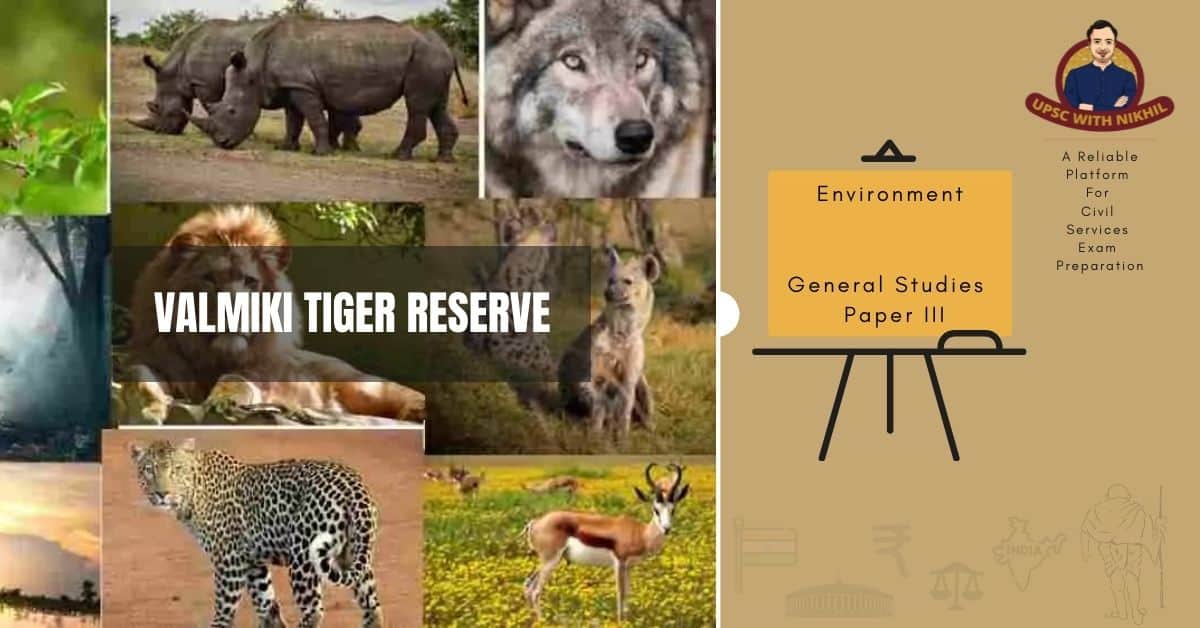 VALMIKI TIGER RESERVE
Environment
General Studies
Paper III
UPSC WITH NIKHIL
A Reliable
Platform
For
Civil
Services
Exam
Preparation
INDIA